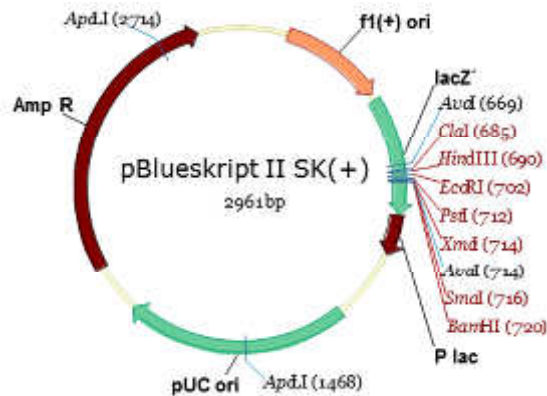 ApaLI (2714)
f1(+) ori
lacZ'
Amp R
AvaI (669)
ClaI (685)
HindIII (690)
EcoRI (702)
PstI (712)
XmaI (714)
AvaI (714)
SmaI (716)
BamHI (720)
pBlueskript II SK(+)
2961bp
P lac
pUC ori
ApaLI (1468)